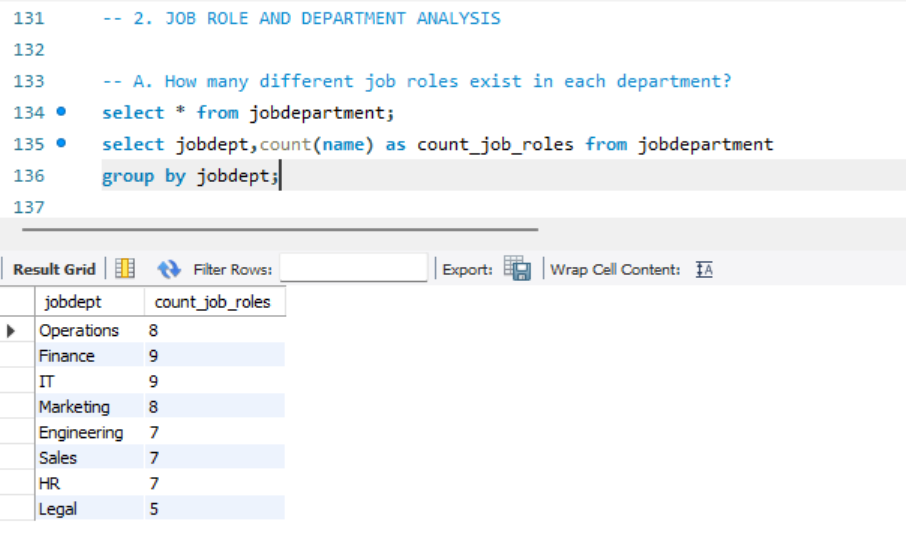 131 -- 2. JOB ROLE AND DEPARTMENT ANALYSIS
132
133 -- A. How many different job roles exist in each department?
134 select * from jobdepartment;
135 select jobdept,count(name) as count_job_roles from jobdepartment
136 group by jobdept;
137
Result Grid Filter Rows: Export: Wrap Cell Content: IA
jobdept count_job_roles
Operations 8
Finance 9
IT 9
Marketing 8
Engineering 7
Sales 7
HR 7
Legal 5